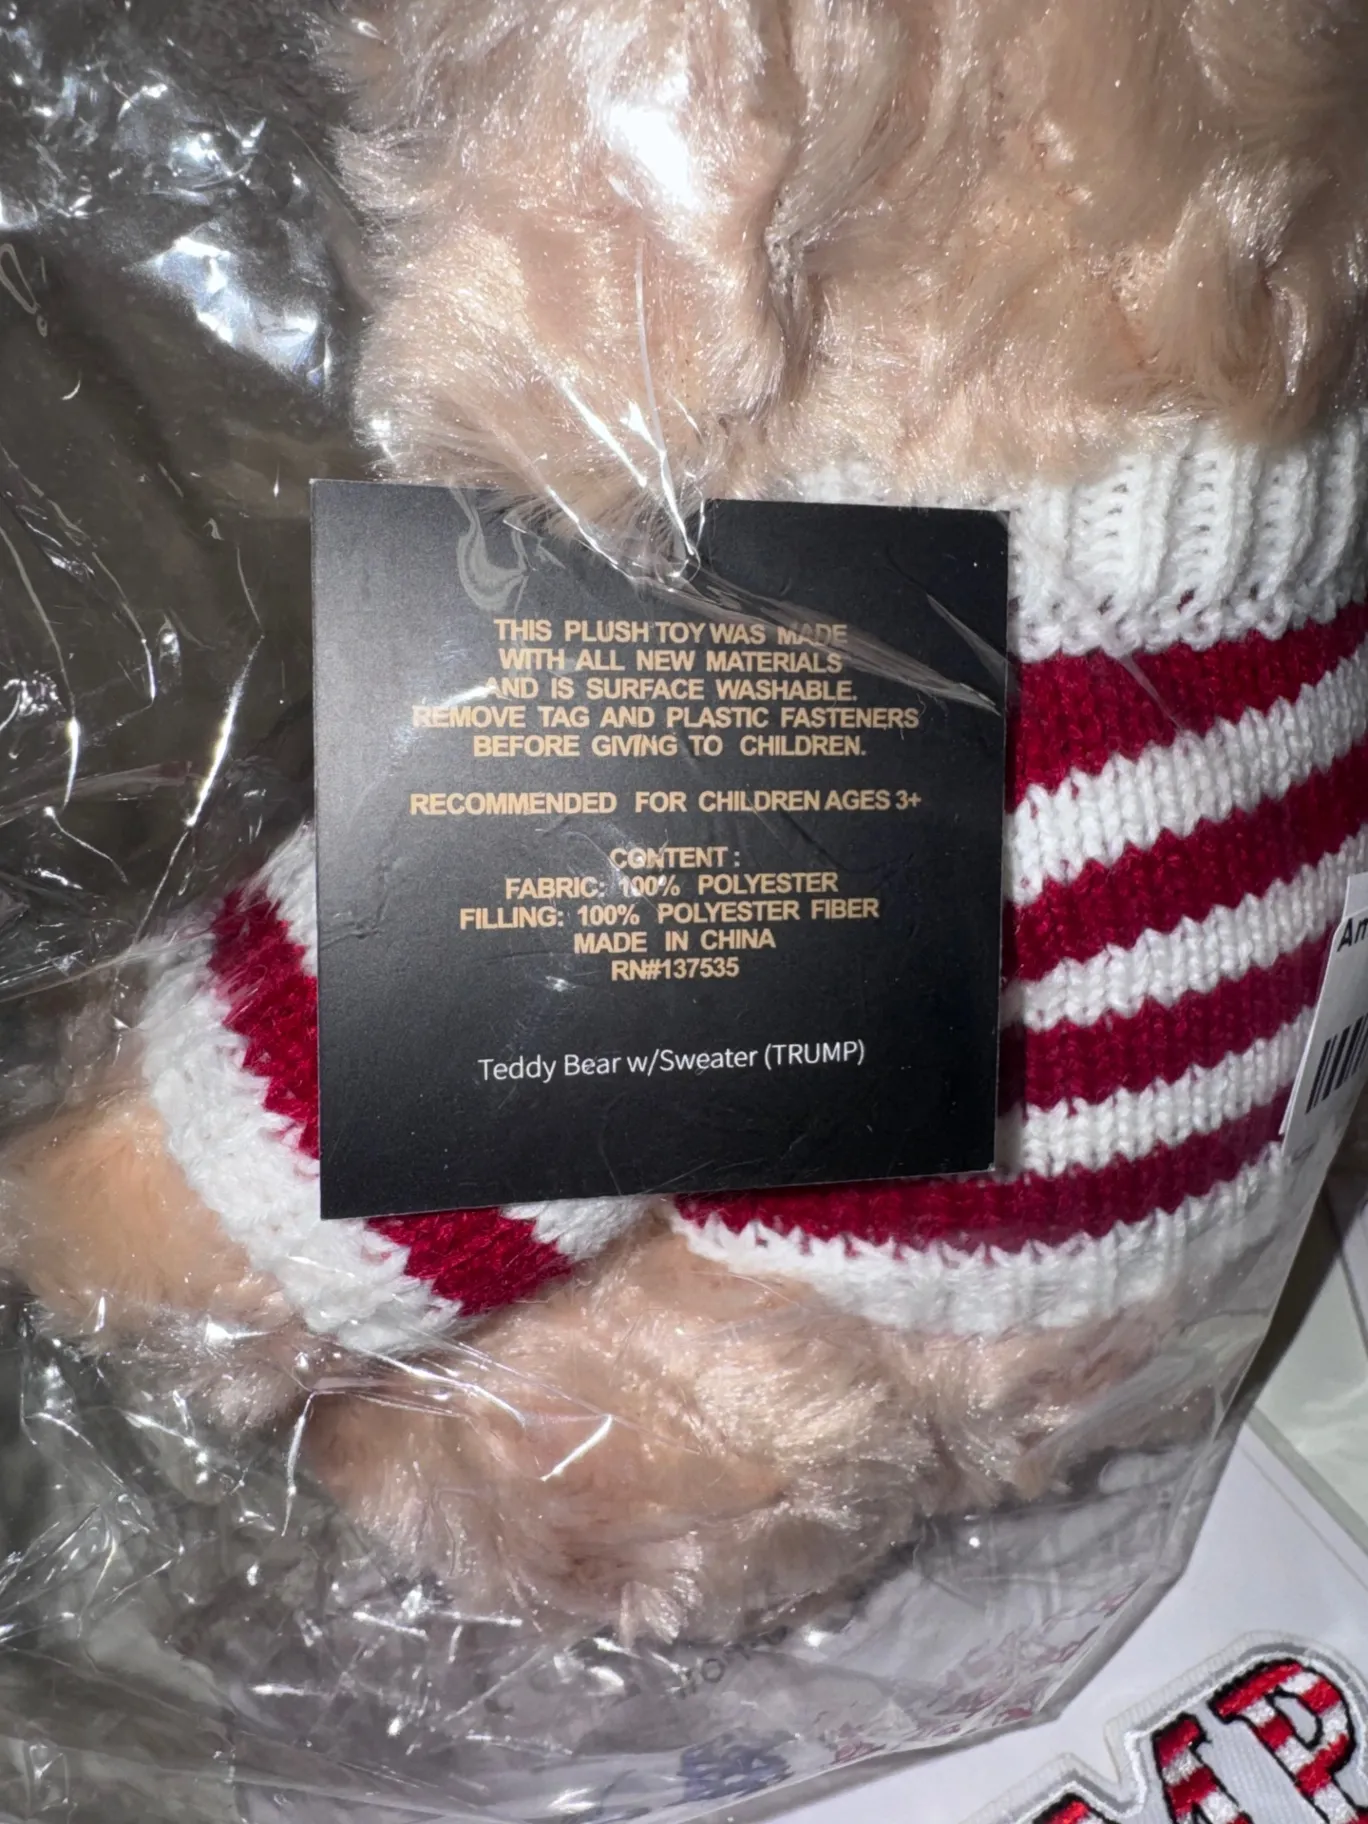 THIS PLUSH TOY WAS MADE
WITH ALL NEW MATERIALS
AND IS SURFACE WASHABLE.
REMOVE TAG AND PLASTIC FASTENERS
BEFORE GIVING TO CHILDREN.
RECOMMENDED FOR CHILDREN AGES 3+
CONTENT :
FABRIC: 100% POLYESTER
FILLING: 100% POLYESTER FIBER
MADE IN CHINA
RN#137535
Teddy Bear w/Sweater (TRUMP)